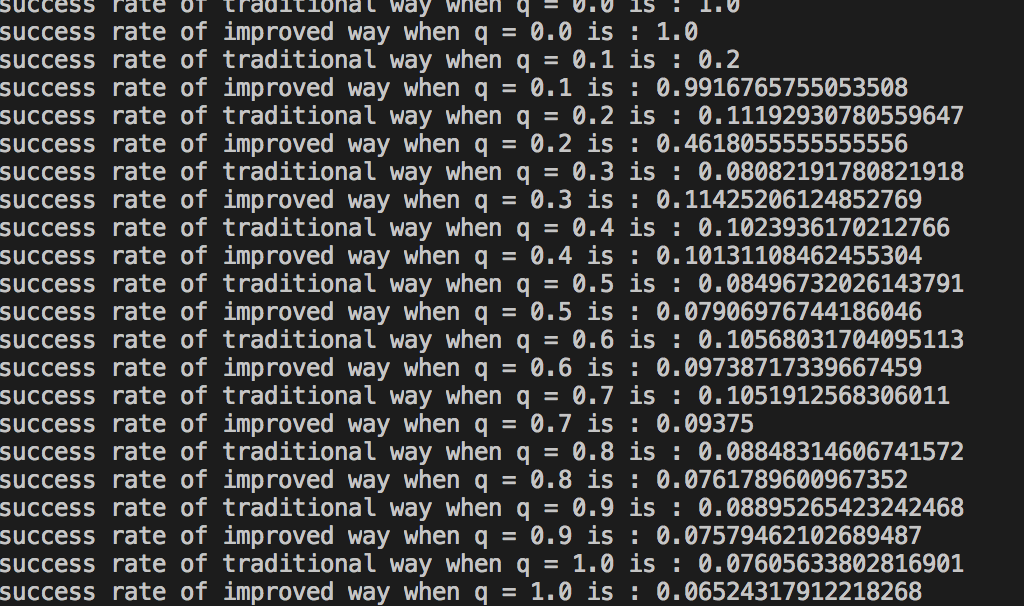 success rate of traditional way when q = 0.0 is : 1.0
success rate of improved way when q = 0.0 is : 1.0
success rate of traditional way when q = 0.1 is : 0.2
success rate of improved way when q = 0.1 is : 0.9916765755053508
success rate of traditional way when q = 0.2 is : 0.11192930780559647
success rate of improved way when q = 0.2 is : 0.4618055555555556
success rate of traditional way when q = 0.3 is : 0.08082191780821918
success rate of improved way when q = 0.3 is : 0.11425206124852769
success rate of traditional way when q = 0.4 is : 0.1023936170212766
success rate of improved way when q = 0.4 is : 0.10131108462455304
success rate of traditional way when q = 0.5 is : 0.08496732026143791
success rate of improved way when q = 0.5 is : 0.07906976744186046
success rate of traditional way when q = 0.6 is : 0.10568031704095113
success rate of improved way when q = 0.6 is : 0.09738717339667459
success rate of traditional way when q = 0.7 is : 0.1051912568306011
success rate of improved way when q = 0.7 is : 0.09375
success rate of traditional way when q = 0.8 is : 0.08848314606741572
success rate of improved way when q = 0.8 is : 0.0761789600967352
success rate of traditional way when q = 0.9 is : 0.08895265423242468
success rate of improved way when q = 0.9 is : 0.07579462102689487
success rate of traditional way when q = 1.0 is : 0.07605633802816901
success rate of improved way when q = 1.0 is : 0.06524317912218268